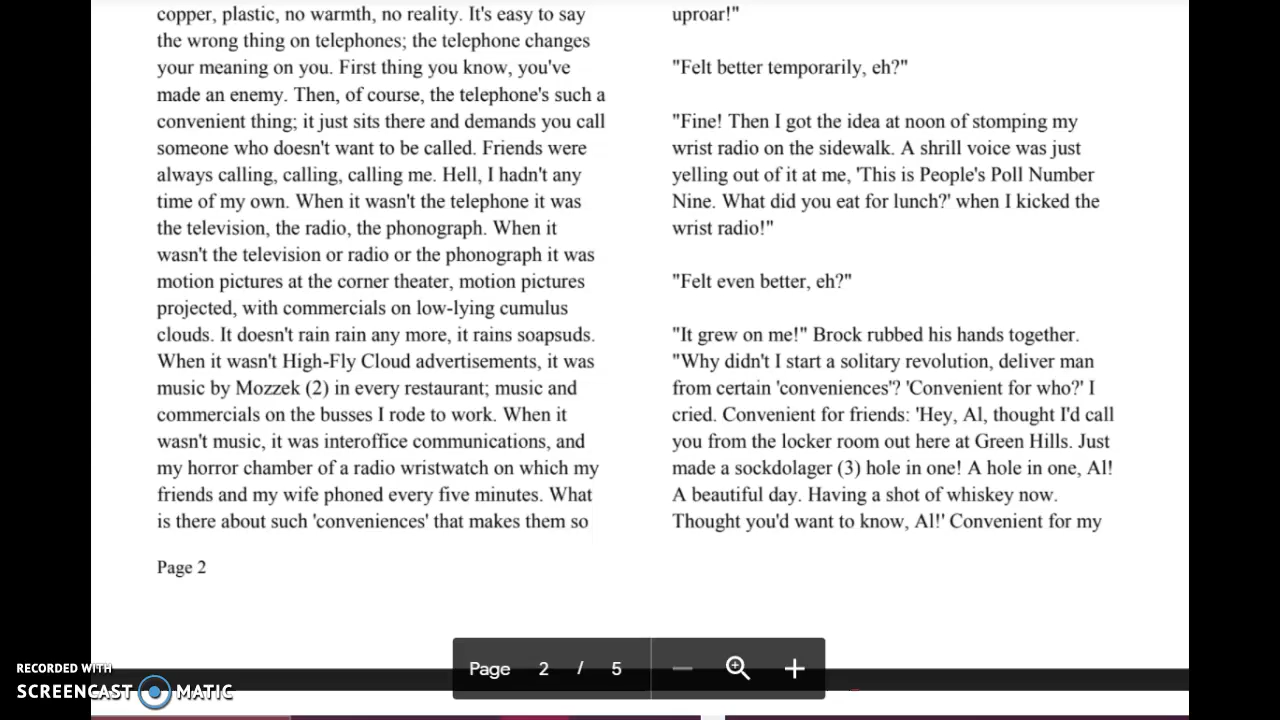 copper, plastic, no warmth, no reality. It's easy to say
the wrong thing on telephones; the telephone changes
your meaning on you. First thing you know, you've
made an enemy. Then, of course, the telephone's such a
convenient thing; it just sits there and demands you call
someone who doesn't want to be called. Friends were
always calling, calling, calling me. Hell, I hadn't any
time of my own. When it wasn't the telephone it was
the television, the radio, the phonograph. When it
wasn't the television or radio or the phonograph it was
motion pictures at the corner theater, motion pictures
projected, with commercials on low-lying cumulus
clouds. It doesn't rain rain any more, it rains soapsuds.
When it wasn't High-Fly Cloud advertisements, it was
music by Mozzek (2) in every restaurant; music and
commercials on the busses I rode to work. When it
wasn't music, it was interoffice communications, and
my horror chamber of a radio wristwatch on which my
friends and my wife phoned every five minutes. What
is there about such 'conveniences' that makes them so
Page 2
uproar!"
"Felt better temporarily, eh?"
"Fine! Then I got the idea at noon of stomping my
wrist radio on the sidewalk. A shrill voice was just
yelling out of it at me, 'This is People's Poll Number
Nine. What did you eat for lunch?' when I kicked the
wrist radio!"
"Felt even better, eh?"
"It grew on me!" Brock rubbed his hands together.
"Why didn't I start a solitary revolution, deliver man
from certain 'conveniences'? 'Convenient for who?' I
cried. Convenient for friends: 'Hey, Al, thought I'd call
you from the locker room out here at Green Hills. Just
made a sockdolager (3) hole in one! A hole in one, Al!
A beautiful day. Having a shot of whiskey now.
Thought you'd want to know, Al!' Convenient for my
Page 2 / 5
RECORDED WITH
SCREENCAST MATIC